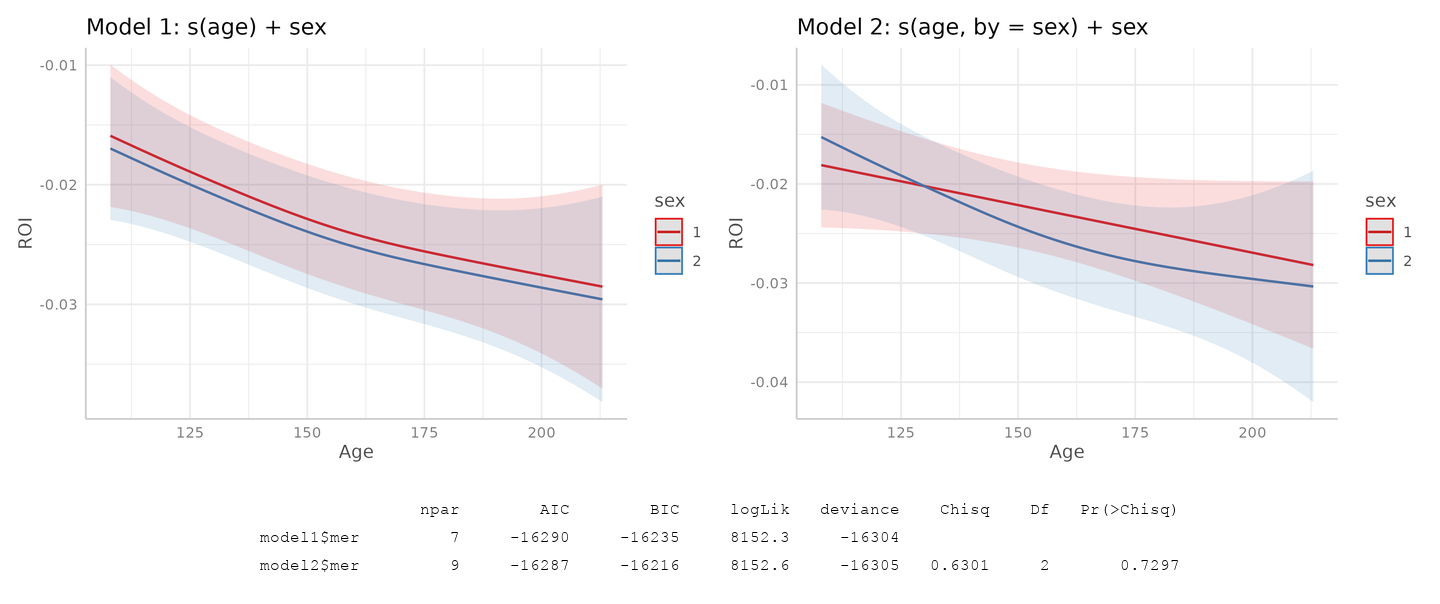 Model 1: s(age) + sex
-0.01
-0.02
-0.03
ROI
125 150 175 200
Age
sex
1
2
Model 2: s(age, by = sex) + sex
-0.01
-0.02
-0.03
-0.04
ROI
125 150 175 200
Age
sex
1
2
npar AIC BIC logLik deviance Chisq Df Pr(>Chisq)
model1$mer 7 -16290 -16235 8152.3 -16304
model2$mer 9 -16287 -16216 8152.6 -16305 0.6301 2 0.7297